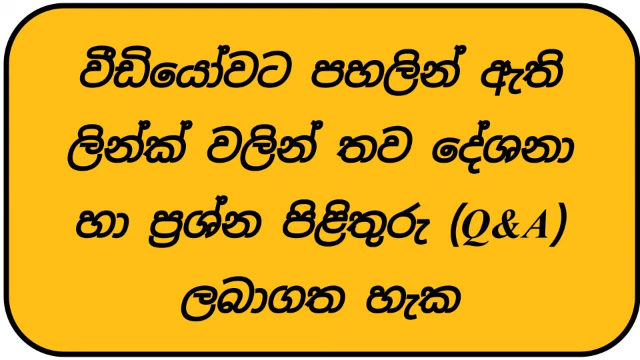 වීඩියෝවට පහලින් ඇති
ලින්ක් වලින් තව දේශනා
හා ප්‍රශ්න පිළිතුරු (Q&A)
ලබාගත හැක